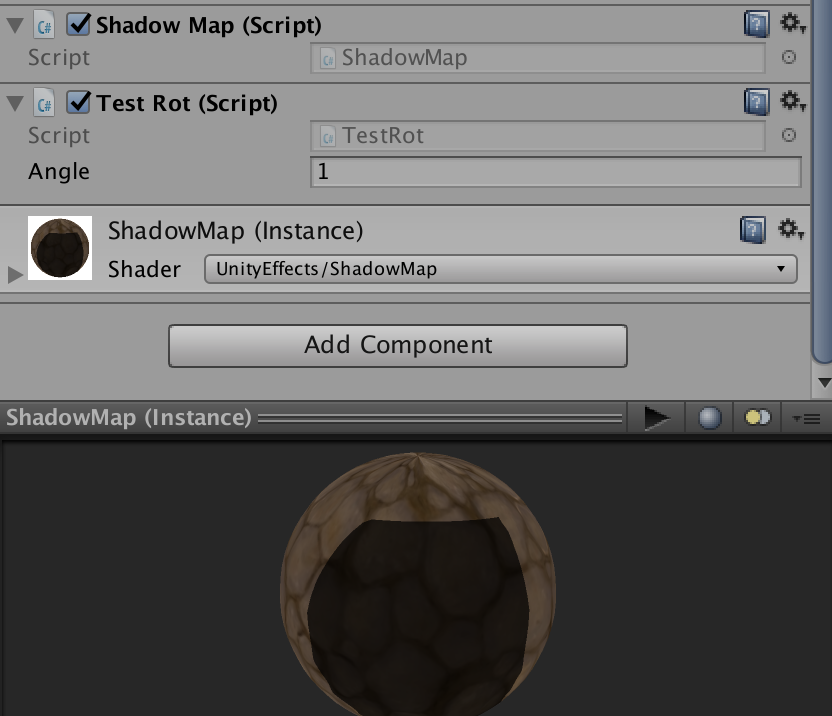 Shadow Map (Script)
Script ShadowMap
Test Rot (Script)
Script TestRot
Angle 1
ShadowMap (Instance)
Shader UnityEffects/ShadowMap
Add Component
ShadowMap (Instance)